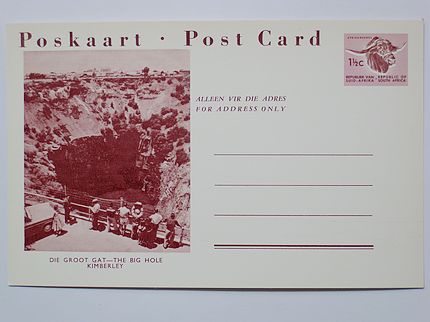 Poskaart · Post Card
1½c
REPUBLIEK VAN REPUBLIC OF
SUID-AFRIKA SOUTH AFRICA
ALLEEN VIR DIE ADRES
FOR ADDRESS ONLY
DIE GROOT GAT—THE BIG HOLE
KIMBERLEY